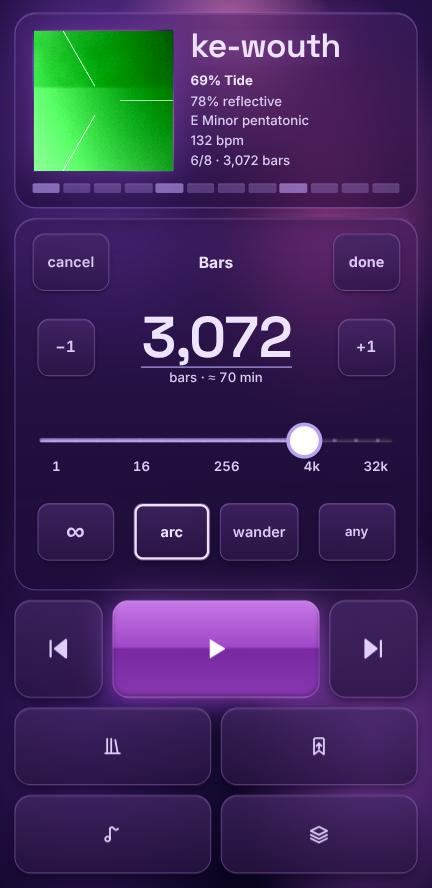 ke-wouth
69% Tide
78% reflective
E Minor pentatonic
132 bpm
6/8 · 3,072 bars
cancel
Bars
done
−1
3,072
+1
bars · ≈ 70 min
1 16 256 4k 32k
∞ arc wander any